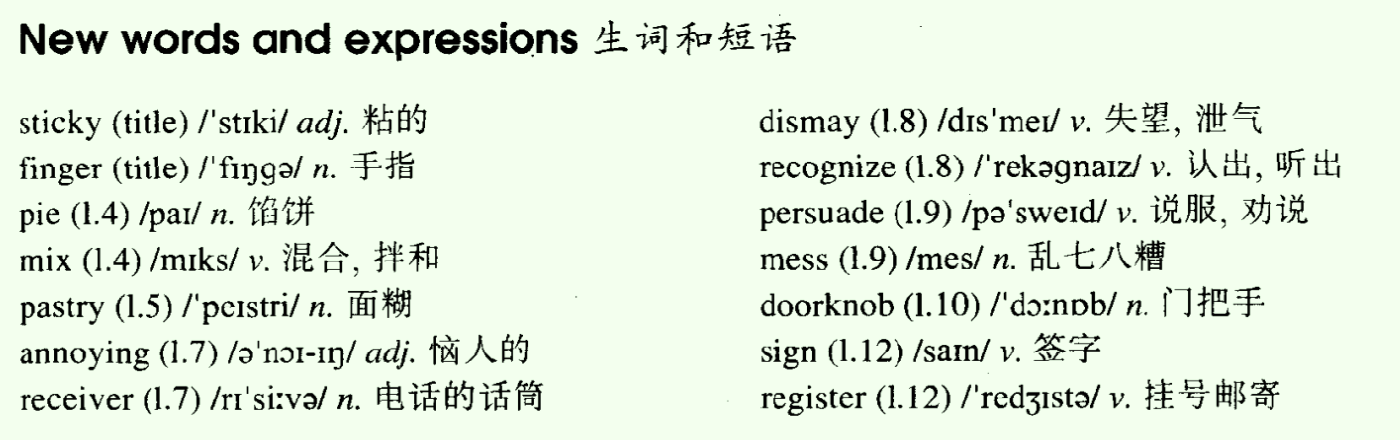 New words and expressions 生词和短语
sticky (title) /ˈstɪki/ adj. 粘的
finger (title) /ˈfɪŋgə/ n. 手指
pie (l.4) /paɪ/ n. 馅饼
mix (l.4) /mɪks/ v. 混合, 拌和
pastry (l.5) /ˈpeɪstri/ n. 面糊
annoying (l.7) /əˈnɔɪ-ɪŋ/ adj. 恼人的
receiver (l.7) /rɪˈsiːvə/ n. 电话的话筒
dismay (l.8) /dɪsˈmeɪ/ v. 失望, 泄气
recognize (l.8) /ˈrekəgnaɪz/ v. 认出, 听出
persuade (l.9) /pəˈsweɪd/ v. 说服, 劝说
mess (l.9) /mes/ n. 乱七八糟
doorknob (l.10) /ˈdɔːnɒb/ n. 门把手
sign (l.12) /saɪn/ v. 签字
register (l.12) /ˈredʒɪstə/ v. 挂号邮寄